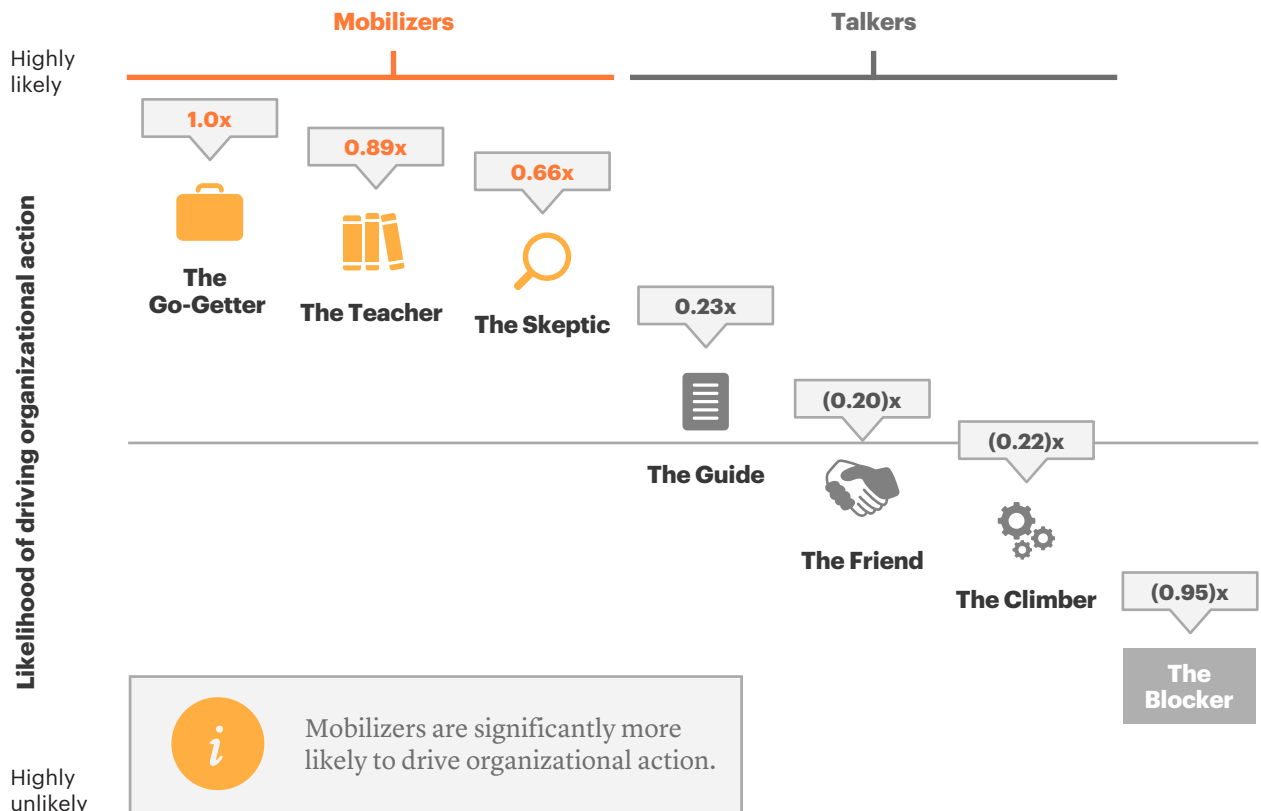 Mobilizers
Talkers
Highly
likely
1.0x
0.89x
0.66x
The
Go-Getter
The Teacher
The Skeptic
0.23x
(0.20)x
(0.22)x
The Guide
The Friend
The Climber
(0.95)x
The
Blocker
Likelihood of driving organizational action
i
Mobilizers are significantly more
likely to drive organizational action.
Highly
unlikely